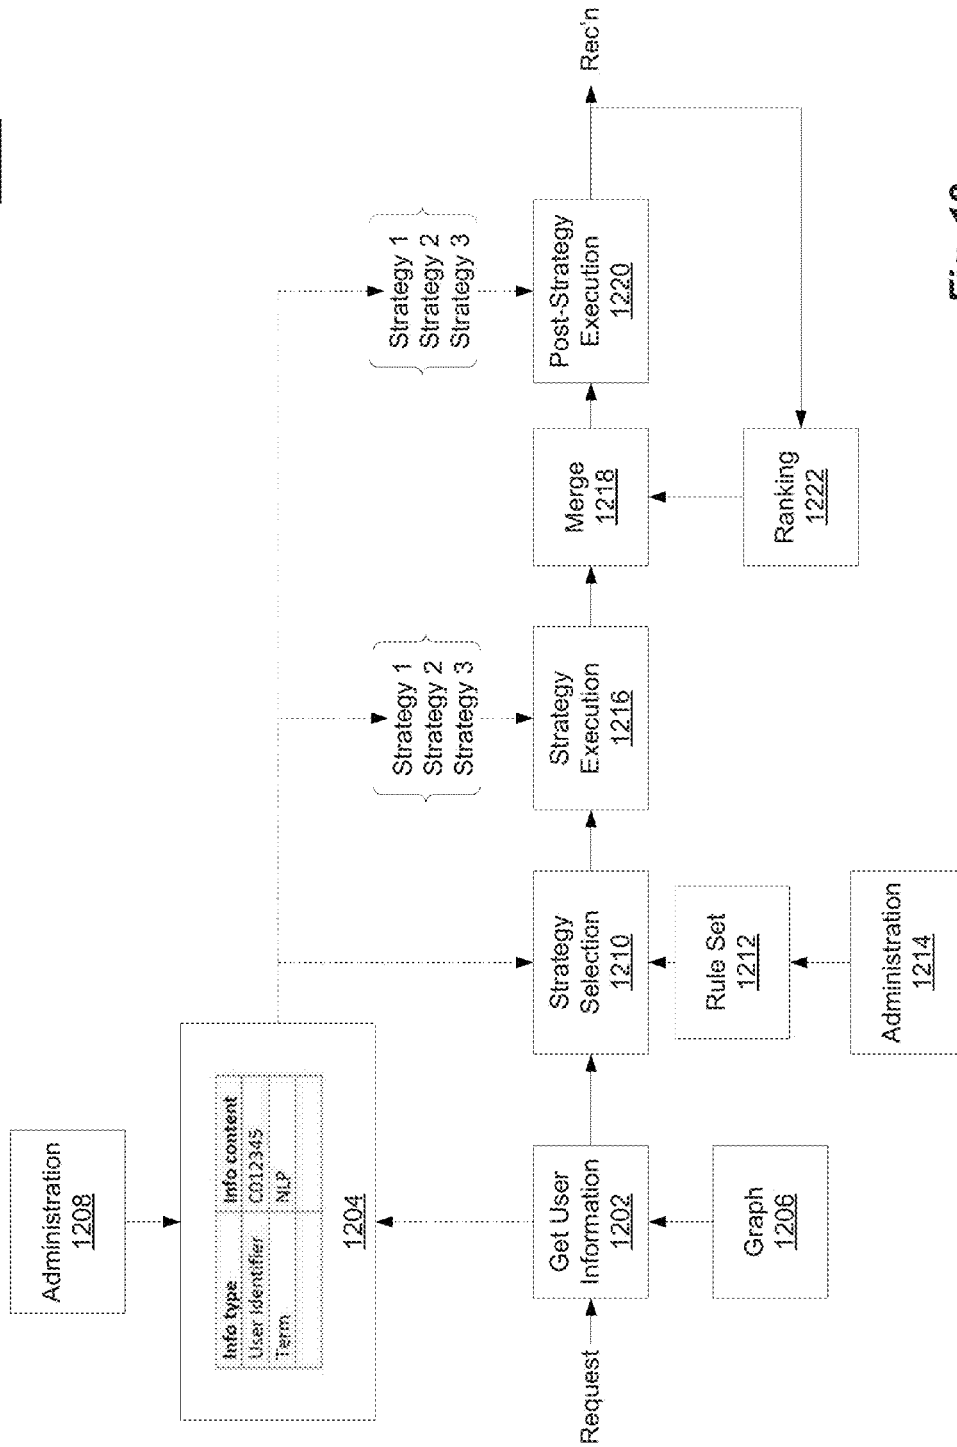 Administration
1208
Info type Info content
User Identifier C012345
Term NLP
1204
Strategy 1
Strategy 2
Strategy 3
Strategy 1
Strategy 2
Strategy 3
Request
Get User
Information
1202
Strategy
Selection
1210
Strategy
Execution
1216
Merge
1218
Post-Strategy
Execution
1220
Rec'n
Graph
1206
Rule Set
1212
Administration
1214
Ranking
1222